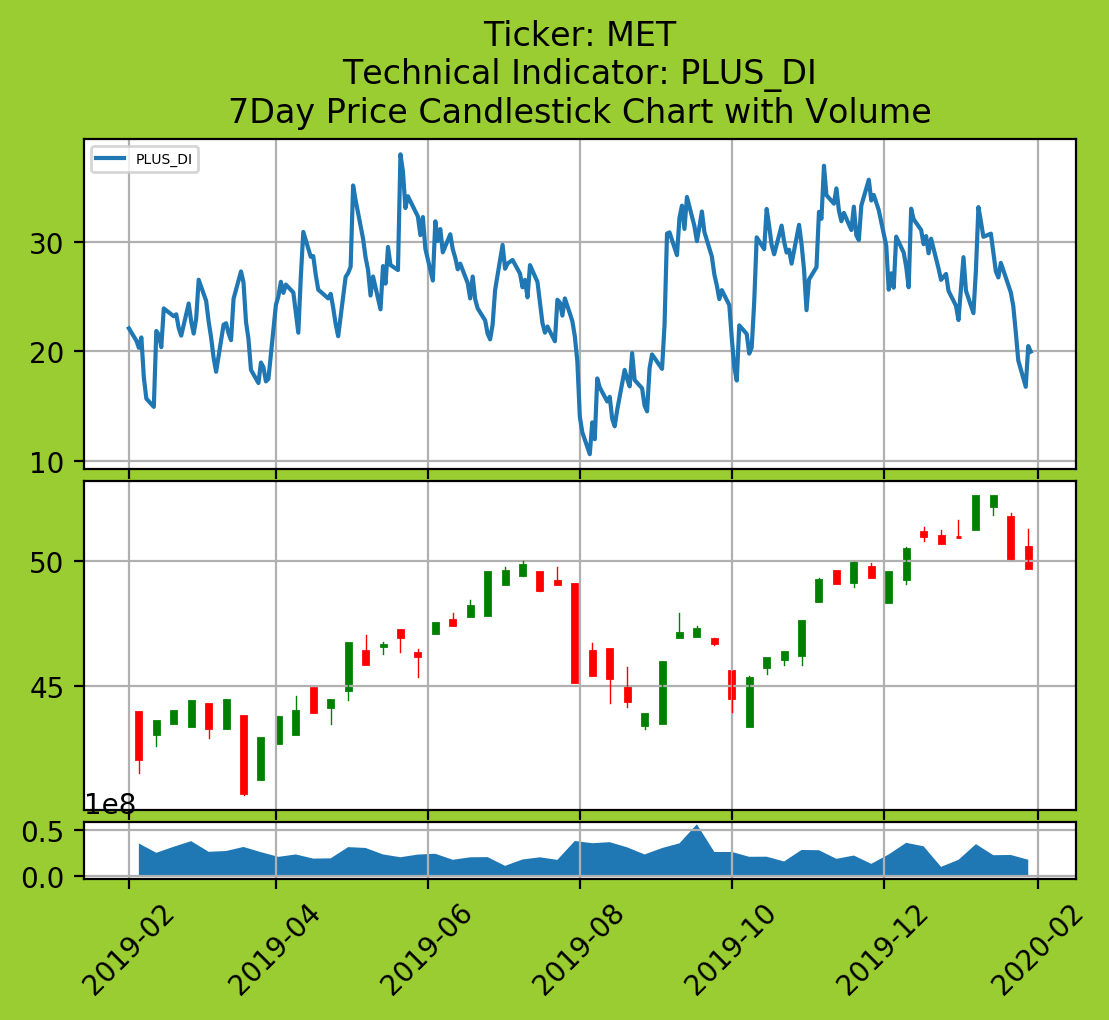 Ticker: MET
Technical Indicator: PLUS_DI
7Day Price Candlestick Chart with Volume
PLUS_DI
30
20
10
50
45
1e8
0.5
0.0
2019-02
2019-04
2019-06
2019-08
2019-10
2019-12
2020-02